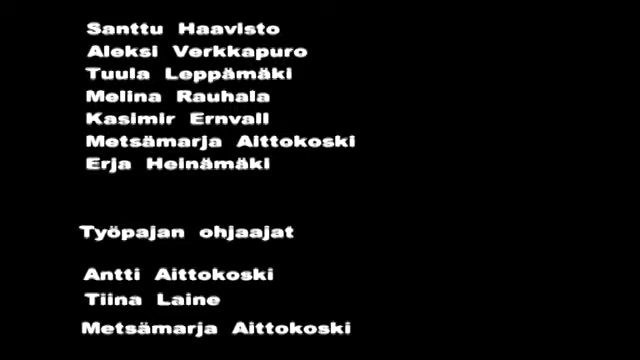 Santtu Haavisto
Aleksi Verkkapuro
Tuula Leppämäki
Melina Rauhala
Kasimir Ernvall
Metsämarja Aittokoski
Erja Heinämäki
Työpajan ohjaajat
Antti Aittokoski
Tiina Laine
Metsämarja Aittokoski